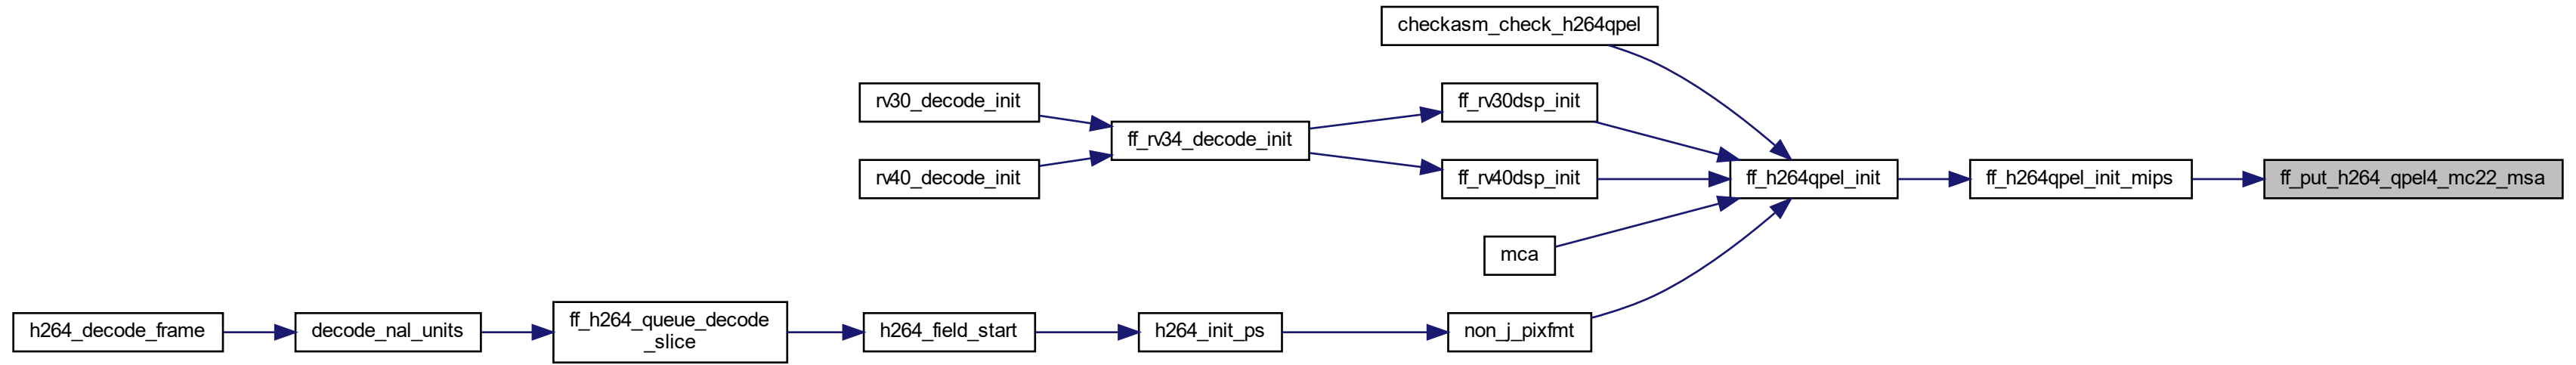 checkasm_check_h264qpel
rv30_decode_init
ff_rv30dsp_init
ff_rv34_decode_init
rv40_decode_init
ff_rv40dsp_init
ff_h264qpel_init
ff_h264qpel_init_mips
ff_put_h264_qpel4_mc22_msa
mca
h264_decode_frame
decode_nal_units
ff_h264_queue_decode
_slice
h264_field_start
h264_init_ps
non_j_pixfmt